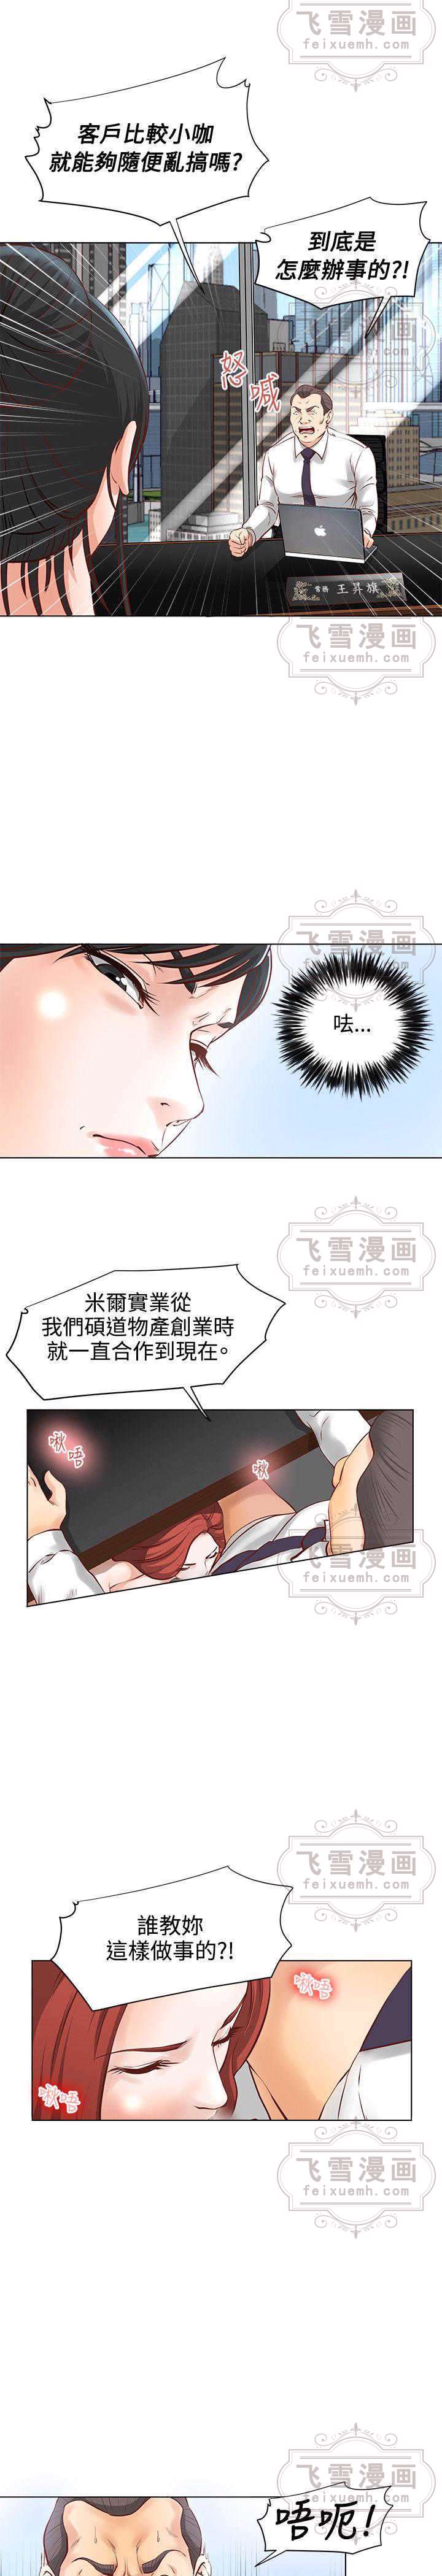 飞雪漫画
feixuemh.com
客戶比較小咖
就能夠隨便亂搞嗎?
到底是
怎麼辦事的?!
怒喊
常務 王昇旗
飞雪漫画
feixuemh.com
飞雪漫画
呿...
飞雪漫画
feixuemh.com
米爾實業從
我們碩道物產創業時
就一直合作到現在。
啾唔
啾
飞雪漫画
feixuemh.com
飞雪漫画
feixuemh.com
誰教妳
這樣做事的?!
啾唔
啾唔
飞雪漫画
feixuemh.com
飞雪漫画
feixuemh.com
唔呃!